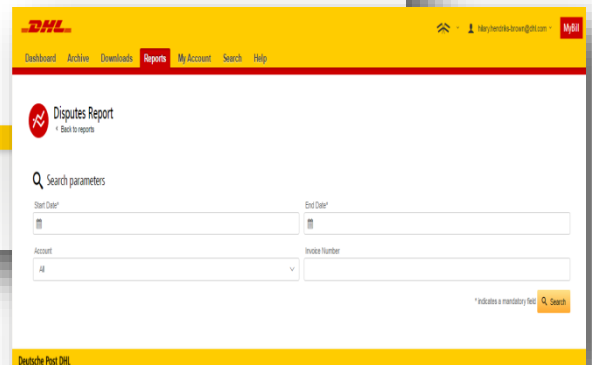 DHL
hilary.hendriks-brown@dhl.com
MyBill
Dashboard Archive Downloads Reports My Account Search Help
Disputes Report
‹ Back to reports
Search parameters
Start Date* End Date*
Account Invoice Number
All
* Indicates a mandatory field Search
Deutsche Post DHL